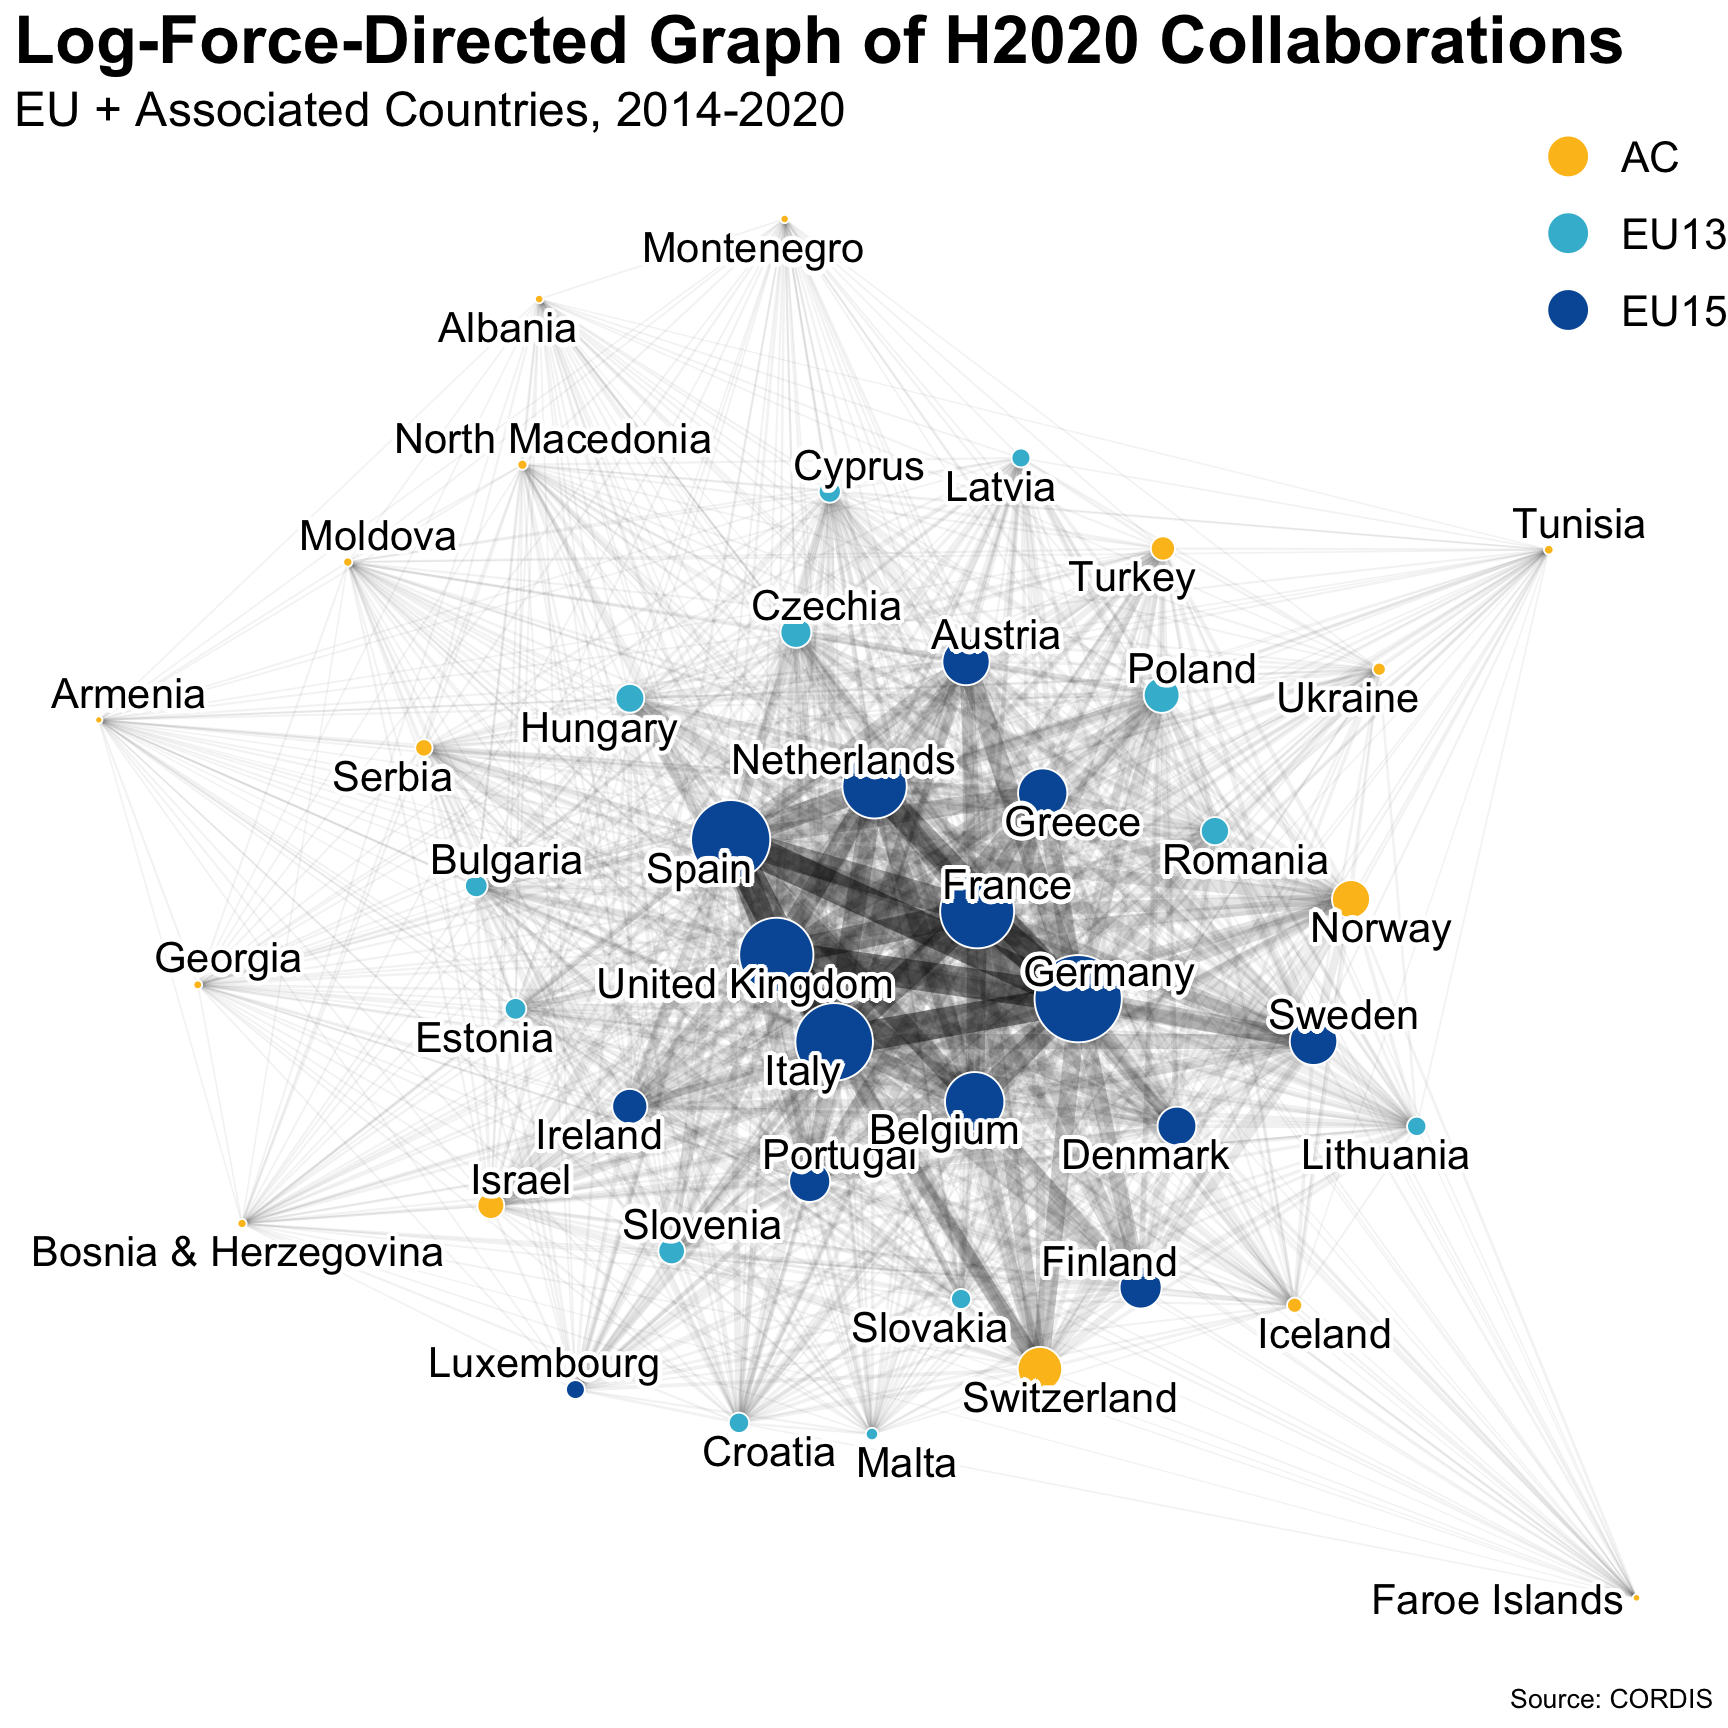 Log-Force-Directed Graph of H2020 Collaborations
EU + Associated Countries, 2014-2020
AC
EU13
EU15
Montenegro
Albania
North Macedonia
Cyprus
Latvia
Moldova
Tunisia
Turkey
Czechia
Austria
Poland
Armenia
Ukraine
Hungary
Netherlands
Serbia
Greece
Bulgaria
Romania
Spain
France
Norway
Georgia
Germany
United Kingdom
Sweden
Estonia
Italy
Ireland
Belgium
Portugal
Denmark
Lithuania
Israel
Slovenia
Bosnia & Herzegovina
Finland
Slovakia
Iceland
Luxembourg
Switzerland
Croatia
Malta
Faroe Islands
Source: CORDIS